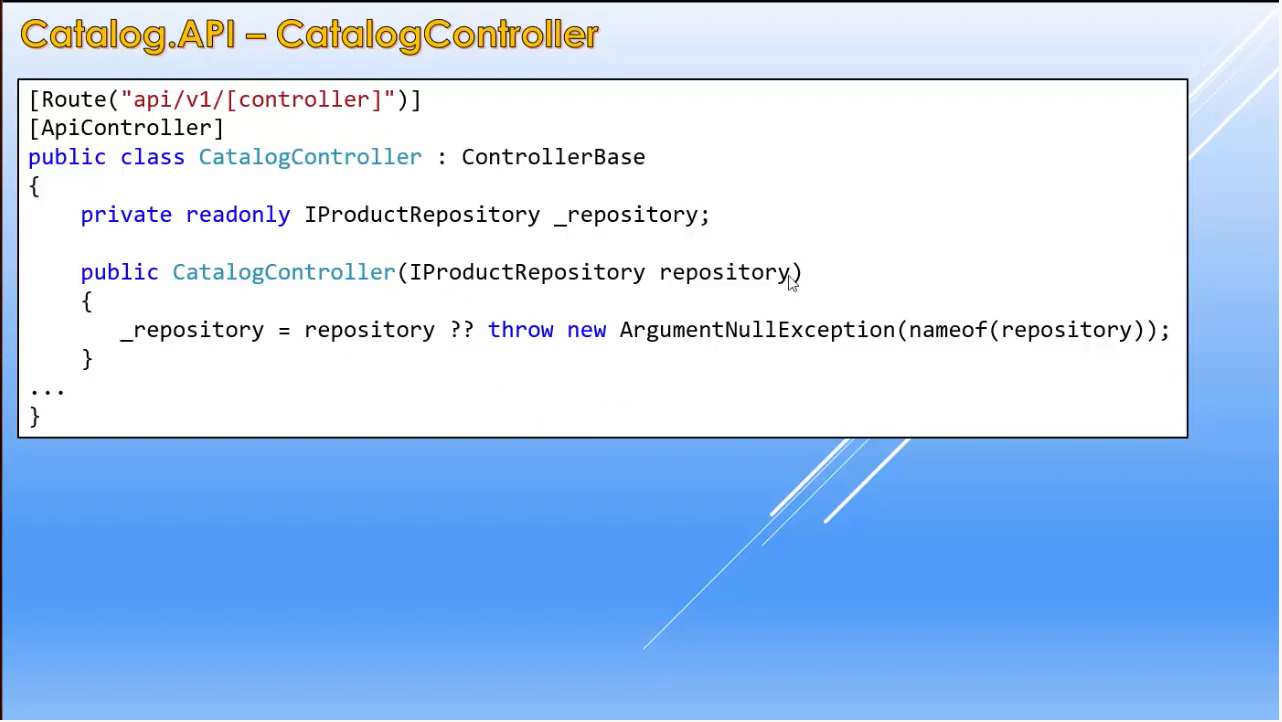 Catalog.API – CatalogController
[Route("api/v1/[controller]")]
[ApiController]
public class CatalogController : ControllerBase
{
    private readonly IProductRepository _repository;
    public CatalogController(IProductRepository repository)
    {
       _repository = repository ?? throw new ArgumentNullException(nameof(repository));
    }
...
}